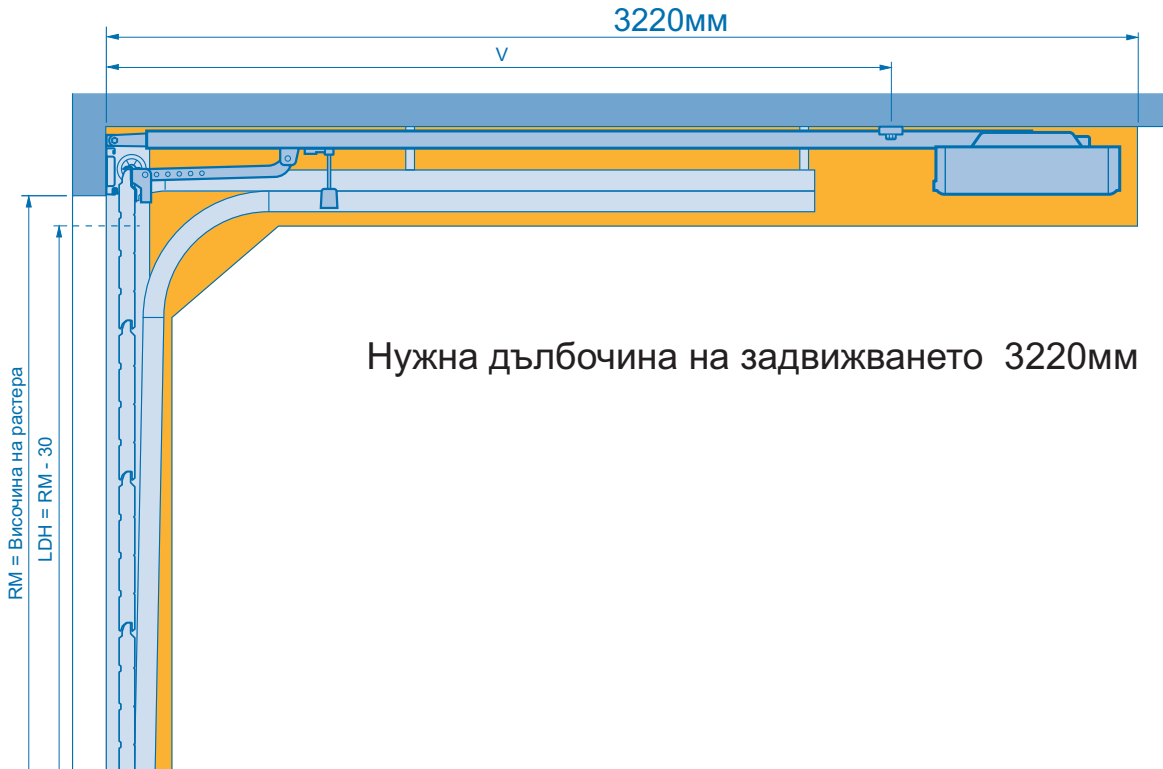 3220мм
V
Нужна дълбочина на задвижването 3220мм
RM = Височина на растера
LDH = RM - 30